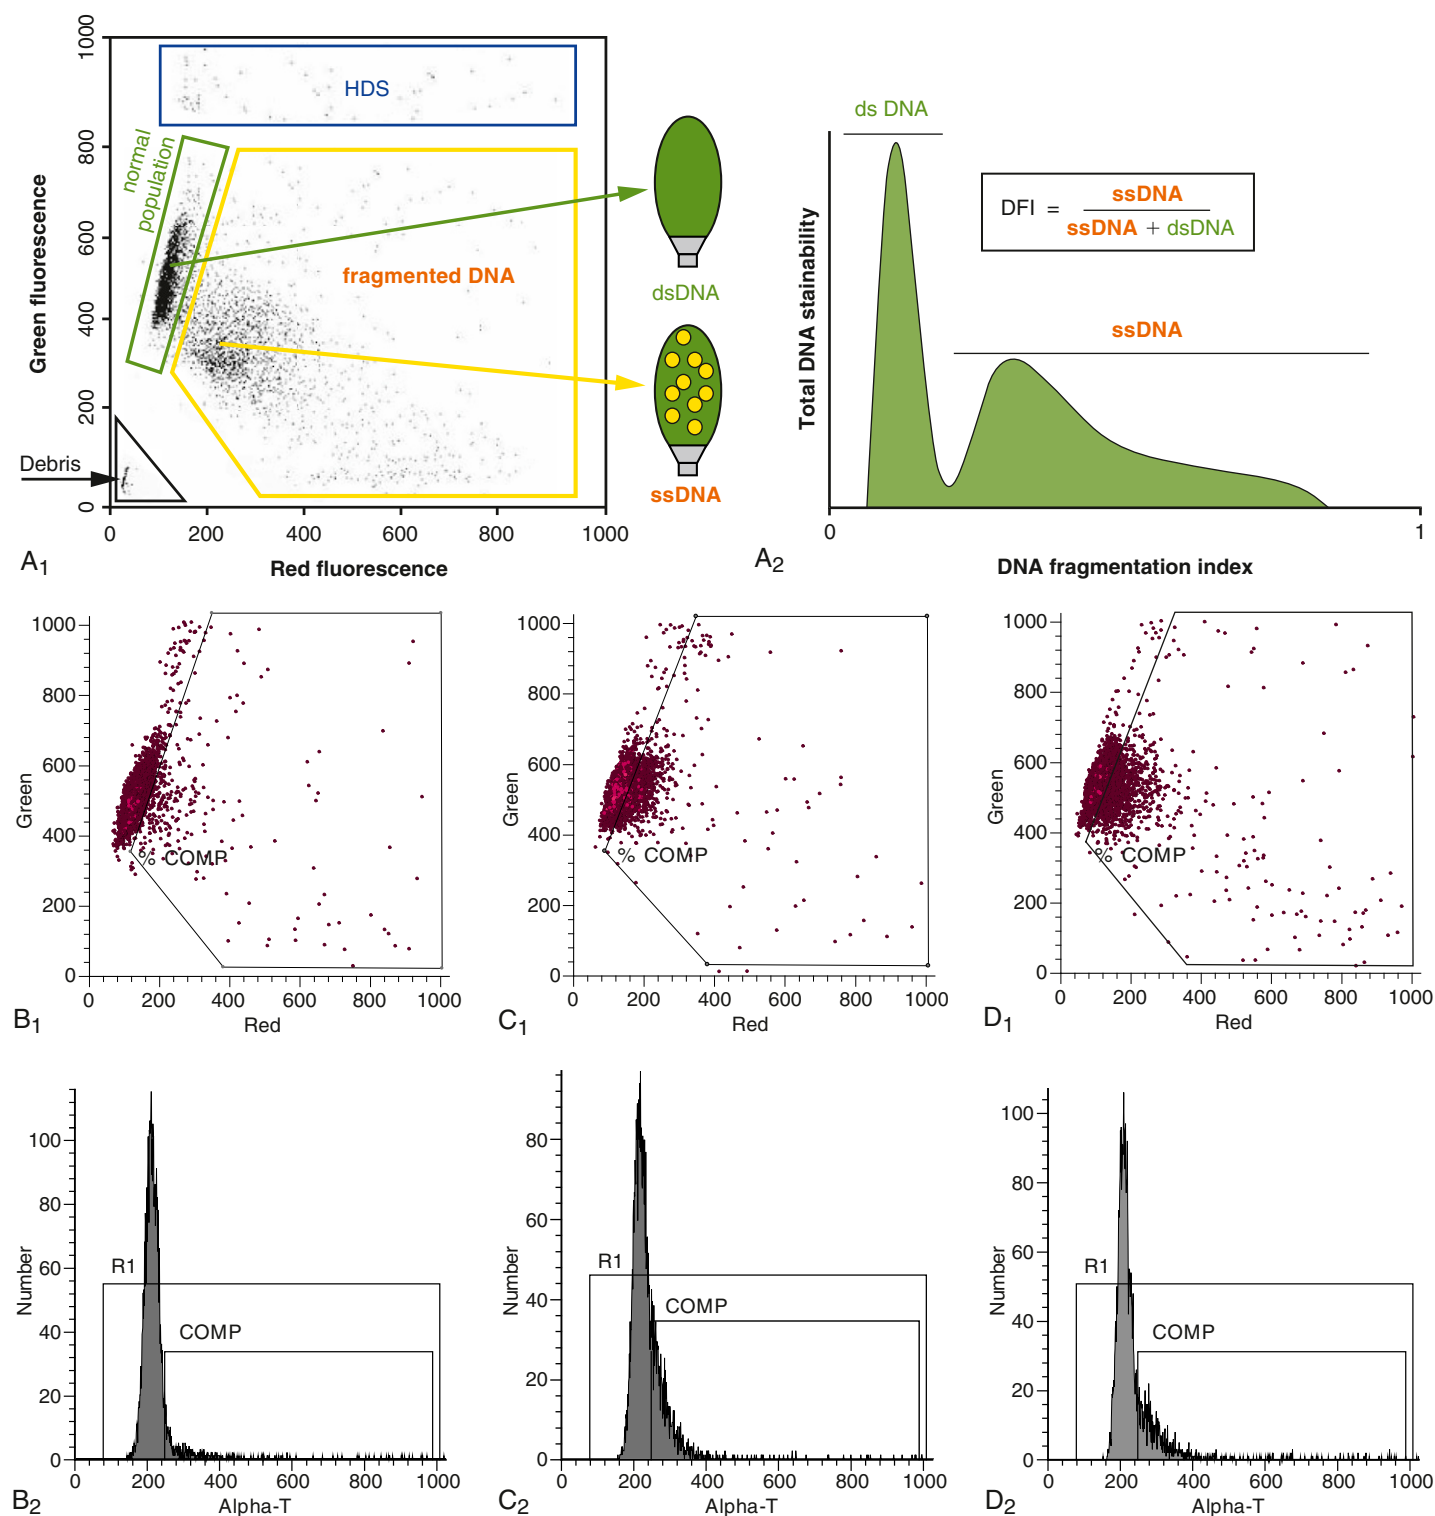 1000
800
600
400
200
0
Green fluorescence
HDS
normal
population
fragmented DNA
Debris
0 200 400 600 800 1000
Red fluorescence
A1
dsDNA
ssDNA
ds DNA
DFI = ssDNA
ssDNA + dsDNA
ssDNA
Total DNA stainability
0 1
DNA fragmentation index
A2
1000
800
600
400
200
0
Green
% COMP
0 200 400 600 800 1000
Red
B1
1000
800
600
400
200
0
Green
% COMP
0 200 400 600 800 1000
Red
C1
1000
800
600
400
200
0
Green
% COMP
0 200 400 600 800 1000
Red
D1
100
80
60
40
20
0
Number
R1
COMP
0 200 400 600 800 1000
Alpha-T
B2
80
60
40
20
0
Number
R1
COMP
0 200 400 600 800 1000
Alpha-T
C2
100
80
60
40
20
0
Number
R1
COMP
0 200 400 600 800 1000
Alpha-T
D2